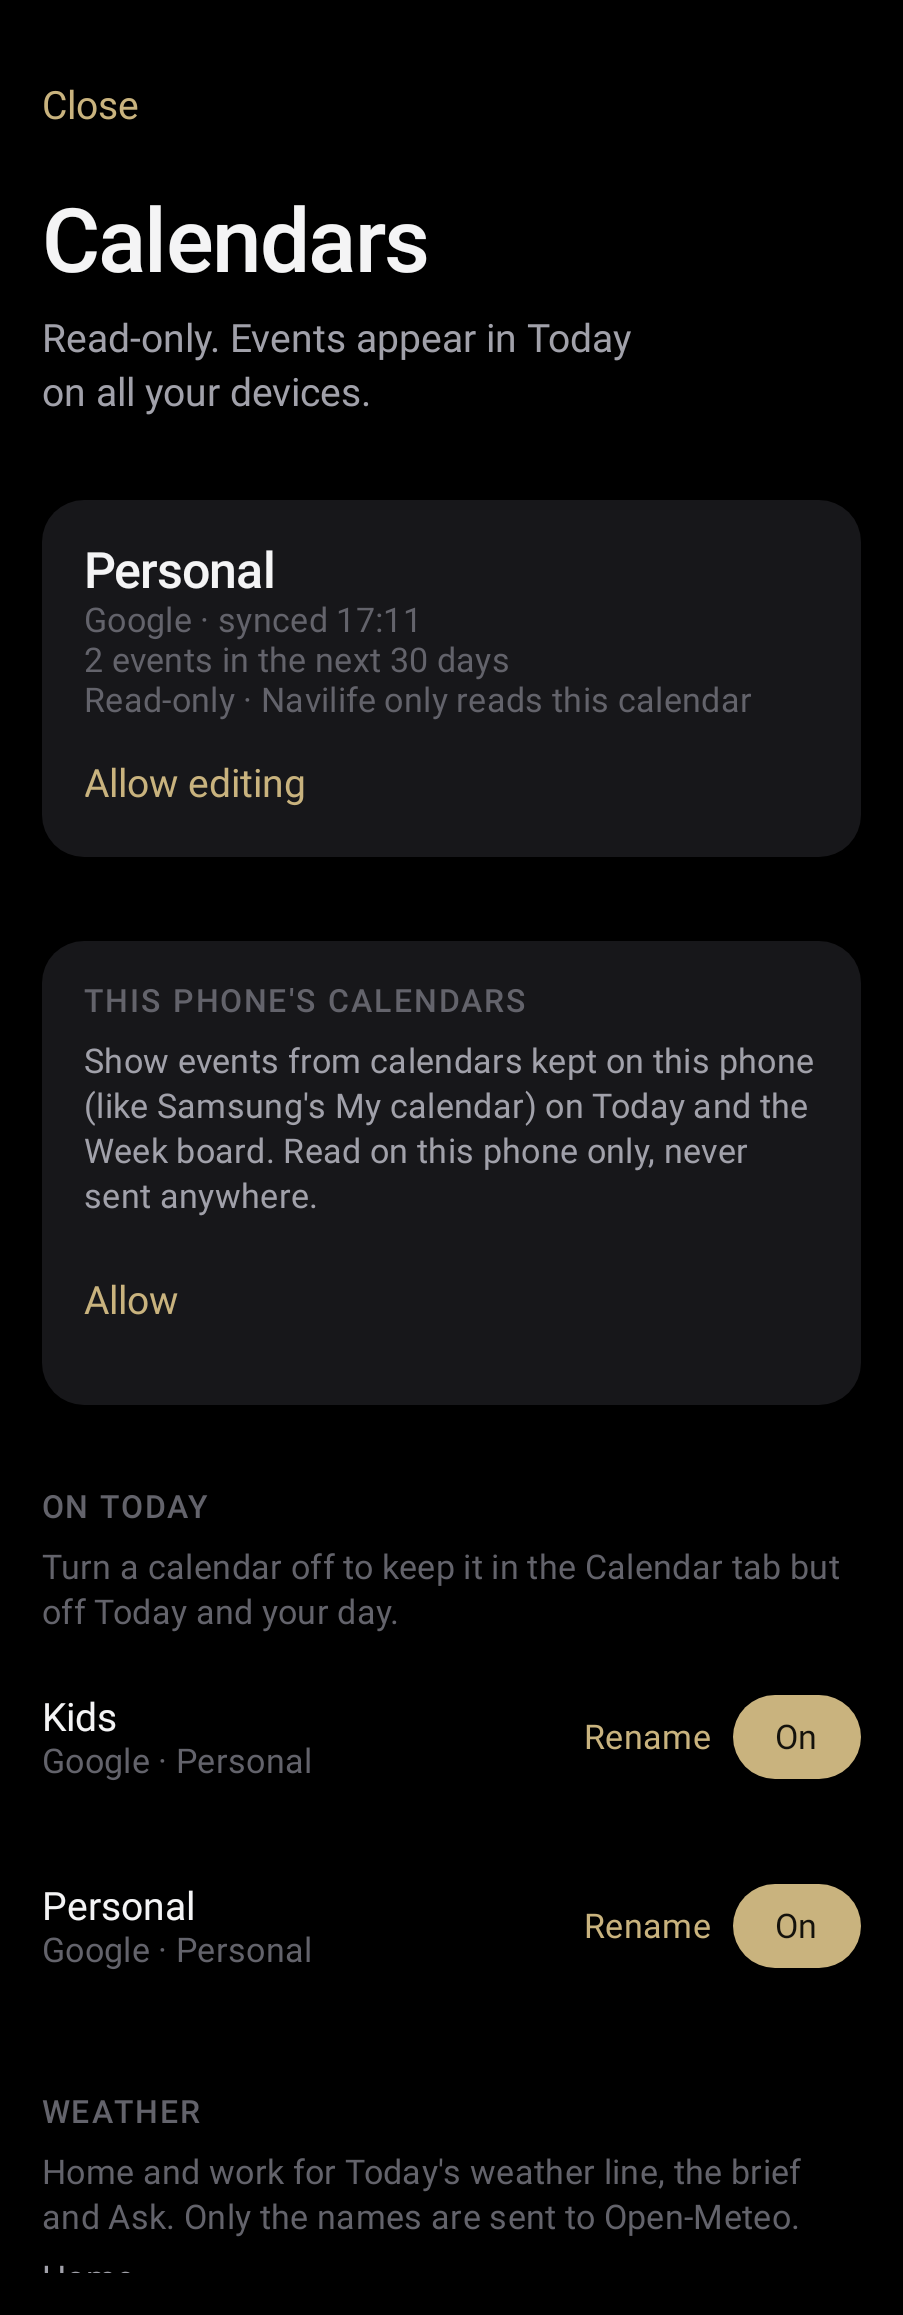 Close
Calendars
Read-only. Events appear in Today
on all your devices.
Personal
Google · synced 17:11
2 events in the next 30 days
Read-only · Navilife only reads this calendar
Allow editing
THIS PHONE'S CALENDARS
Show events from calendars kept on this phone
(like Samsung's My calendar) on Today and the
Week board. Read on this phone only, never
sent anywhere.
Allow
ON TODAY
Turn a calendar off to keep it in the Calendar tab but
off Today and your day.
Kids
Google · Personal
Rename
On
Personal
Google · Personal
Rename
On
WEATHER
Home and work for Today's weather line, the brief
and Ask. Only the names are sent to Open-Meteo.